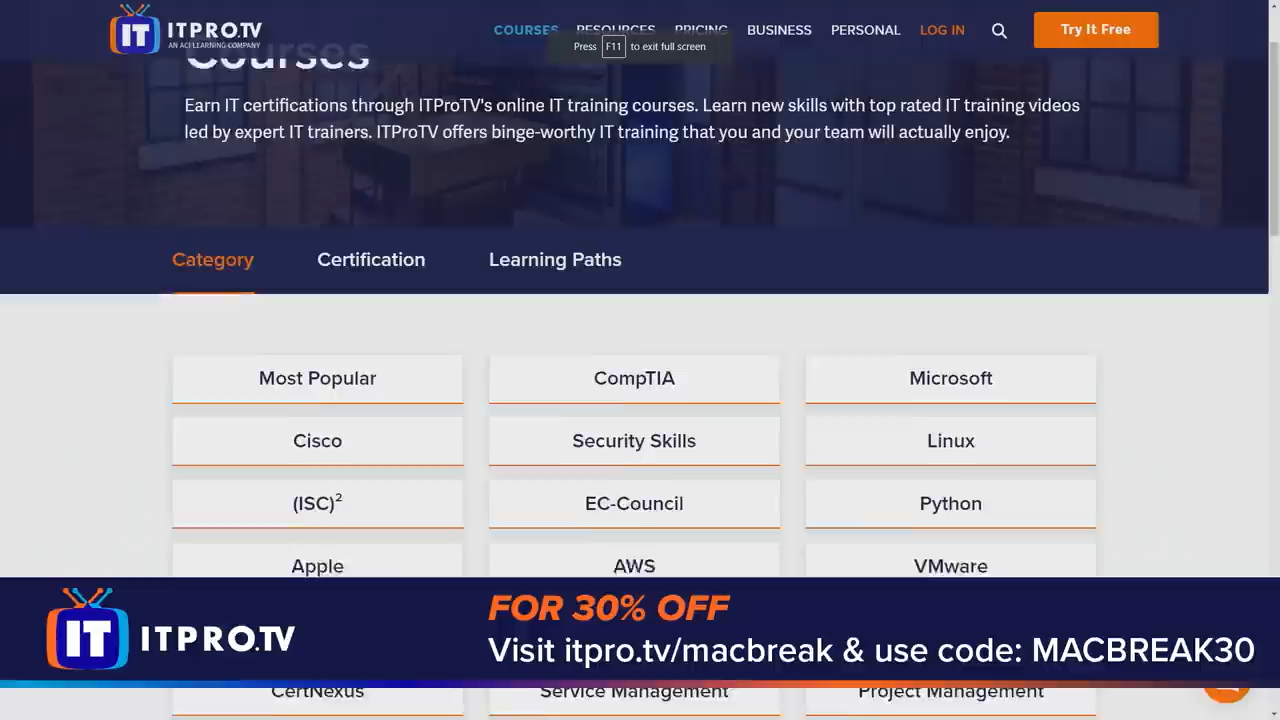 ITPRO.TV
AN ACI LEARNING COMPANY
COURSES RESOURCES PRICING BUSINESS PERSONAL LOG IN Try It Free
Press F11 to exit full screen
Courses
Earn IT certifications through ITProTV's online IT training courses. Learn new skills with top rated IT training videos
led by expert IT trainers. ITProTV offers binge-worthy IT training that you and your team will actually enjoy.
Category Certification Learning Paths
Most Popular CompTIA Microsoft
Cisco Security Skills Linux
(ISC)² EC-Council Python
Apple AWS VMware
IT ITPRO.TV
FOR 30% OFF
Visit itpro.tv/macbreak & use code: MACBREAK30
CertNexus Service Management Project Management